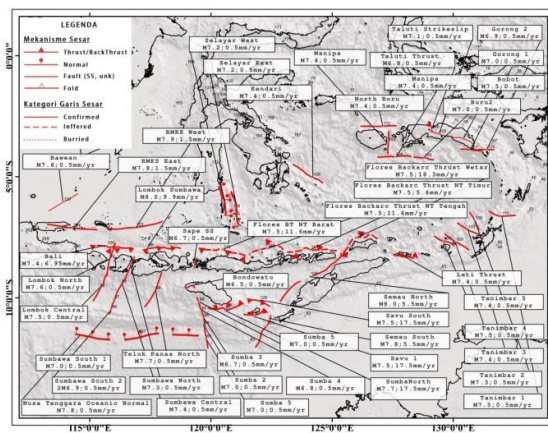 LEGENDA
Mekanisme Sesar
Thrust/BackThrust
Normal
Fault (SS, unk)
Fold
Kategori Garis Sesar
Confirmed
Inffered
Burried
Selayar West
M7.2;0.5mm/yr
Selayar East
M7.2;0.5mm/yr
Kendari
M7.4;0.5mm/yr
Manipa
M7.4;0.5mm/yr
Taluti Strikeslip
M7.1;0.5mm/yr
Taluti Thrust
M6.8;0.5mm/yr
Gorong 2
M6.9;0.5mm/yr
Gorong 1
M7.0;0.5mm/yr
Manipa
M7.4;0.5mm/yr
Bobot
M7.5;0.5mm/yr
North Buru
M7.4;0.5mm/yr
Buru2
M7.0;0.5mm/yr
RMKS West
M7.9;1.5mm/yr
Bawean
M7.6;0.5mm/yr
RMKS East
M7.8;1.5mm/yr
Lombok Sumbawa
M8.0;9.9mm/yr
Flores Backarc Thrust Wetar
M7.5;18.3mm/yr
Flores Backarc Thrust NT Timur
M7.5;5.6mm/yr
Flores Backarc Thrust NT Tengah
M7.5;11.6mm/yr
Sape SS
M6.7;0.5mm/yr
Flores BT NT Barat
M7.5;11.6mm/yr
Bali
M7.4;6.95mm/yr
Lombok North
M7.6;0.5mm/yr
Lombok Central
M7.5;0.5mm/yr
Bondowatu
M6.5;0.5mm/yr
Leti Thrust
M7.4;0.5mm/yr
Semau North
M8.0;5.5mm/yr
Savu South
M7.5;17.5mm/yr
Semau South
M7.8;5.5mm/yr
Savu 1
M7.5;17.5mm/yr
SumbaNorth
M7.7;17.5mm/yr
Tanimbar 5
M7.4;0.5mm/yr
Tanimbar 4
M7.5;0.5mm/yr
Tanimbar 3
M7.4;0.5mm/yr
Tanimbar 2
M7.3;0.5mm/yr
Tanimbar 1
M7.5;0.5mm/yr
Sumbawa South 1
M7.0;0.5mm/yr
Teluk Panas North
M7.7;0.5mm/yr
Sumba 3
M6.7;0.5mm/yr
Sumba 5
M7.0;0.5mm/yr
Sumbawa South 2
2M6.9;0.5mm/yr
Sumbawa North
M7.3;0.5mm/yr
Sumba 2
M7.0;0.5mm/yr
Sumba 4
M6.8;0.5mm/yr
Nusa Tenggara Oceanic Normal
M7.8;0.5mm/yr
Sumbawa Central
M7.4;0.5mm/yr
Sumba 5
M7.0;0.5mm/yr
0°0'0"
5°0'0"S
10°0'0"S
115°0'0"E
120°0'0"E
125°0'0"E
130°0'0"E